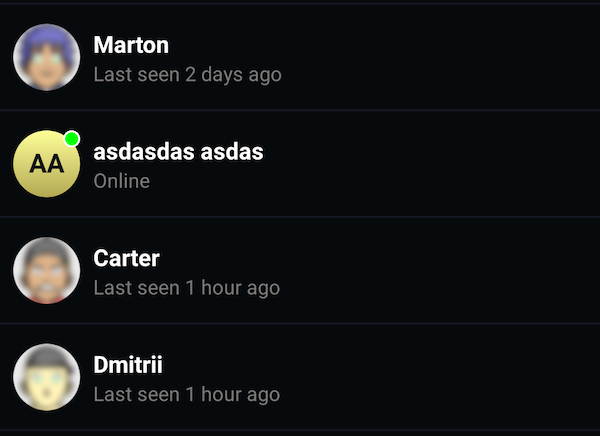 Marton
Last seen 2 days ago
AA
asdasdas asdas
Online
Carter
Last seen 1 hour ago
Dmitrii
Last seen 1 hour ago